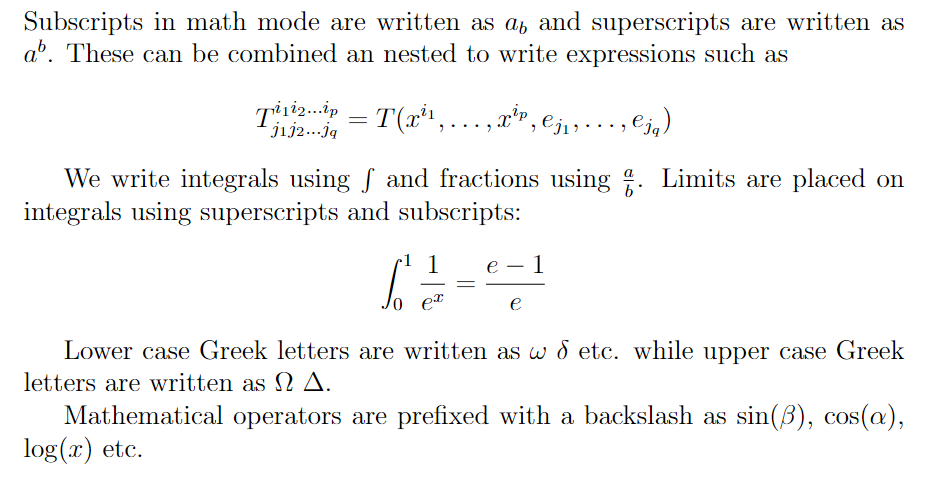 Subscripts in math mode are written as $a_b$ and superscripts are written as
$a^b$. These can be combined an nested to write expressions such as
$T^{i_1 i_2 \ldots i_p}_{j_1 j_2 \ldots j_q} = T(x^{i_1}, \ldots, x^{i_p}, e_{j_1}, \ldots, e_{j_q})$
We write integrals using $\int$ and fractions using $\frac{a}{b}$. Limits are placed on
integrals using superscripts and subscripts:
$\int_0^1 \frac{1}{e^x} = \frac{e-1}{e}$
Lower case Greek letters are written as $\omega$ $\delta$ etc. while upper case Greek
letters are written as $\Omega$ $\Delta$.
Mathematical operators are prefixed with a backslash as $\sin(\beta)$, $\cos(\alpha)$,
$\log(x)$ etc.